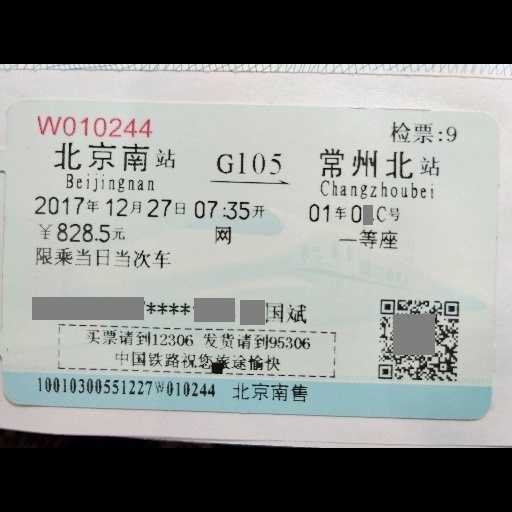 W010244
检票:9
北京南站 G105 常州北站
Beijingnan Changzhoubei
2017年12月27日 07:35开 01车0 C号
￥828.5元 网 一等座
限乘当日当次车
**** 国斌
买票请到12306 发货请到95306
中国铁路祝您旅途愉快
10010300551227W010244 北京南售